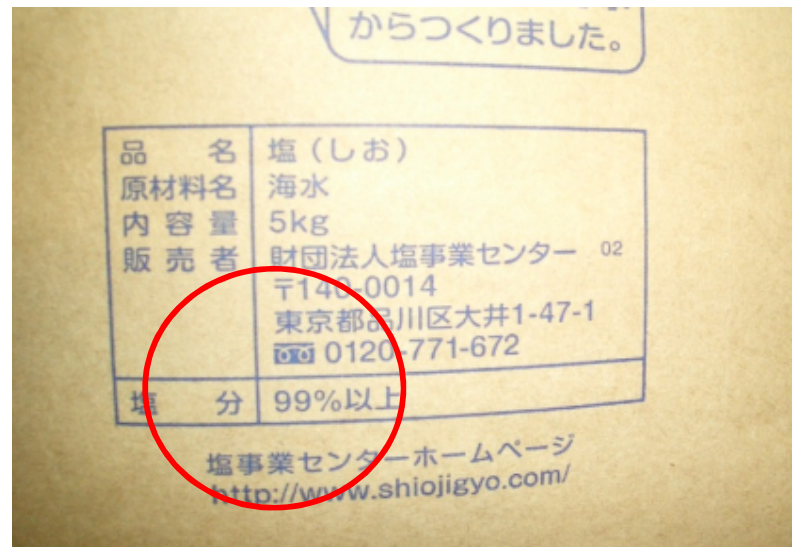 からつくりました。
品名 塩(しお)
原材料名 海水
内容量 5kg
販売者 財団法人塩事業センター 02
〒140-0014
東京都品川区大井1-47-1
0120-771-672
塩分 99%以上
塩事業センターホームページ
http://www.shiojigyo.com/